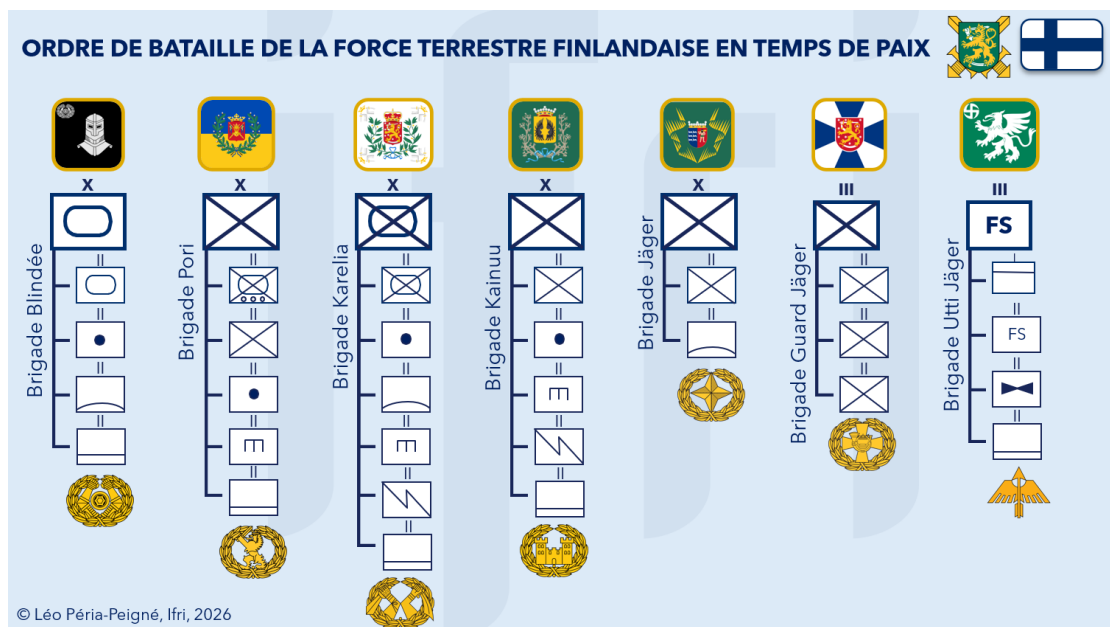 ORDRE DE BATAILLE DE LA FORCE TERRESTRE FINLANDAISE EN TEMPS DE PAIX
X
X
X
X
X
III
III
Brigade Blindée
Brigade Pori
Brigade Karelia
Brigade Kainuu
Brigade Jäger
Brigade Guard Jäger
Brigade Utti Jäger
FS
FS
© Léo Péria-Peigné, Ifri, 2026